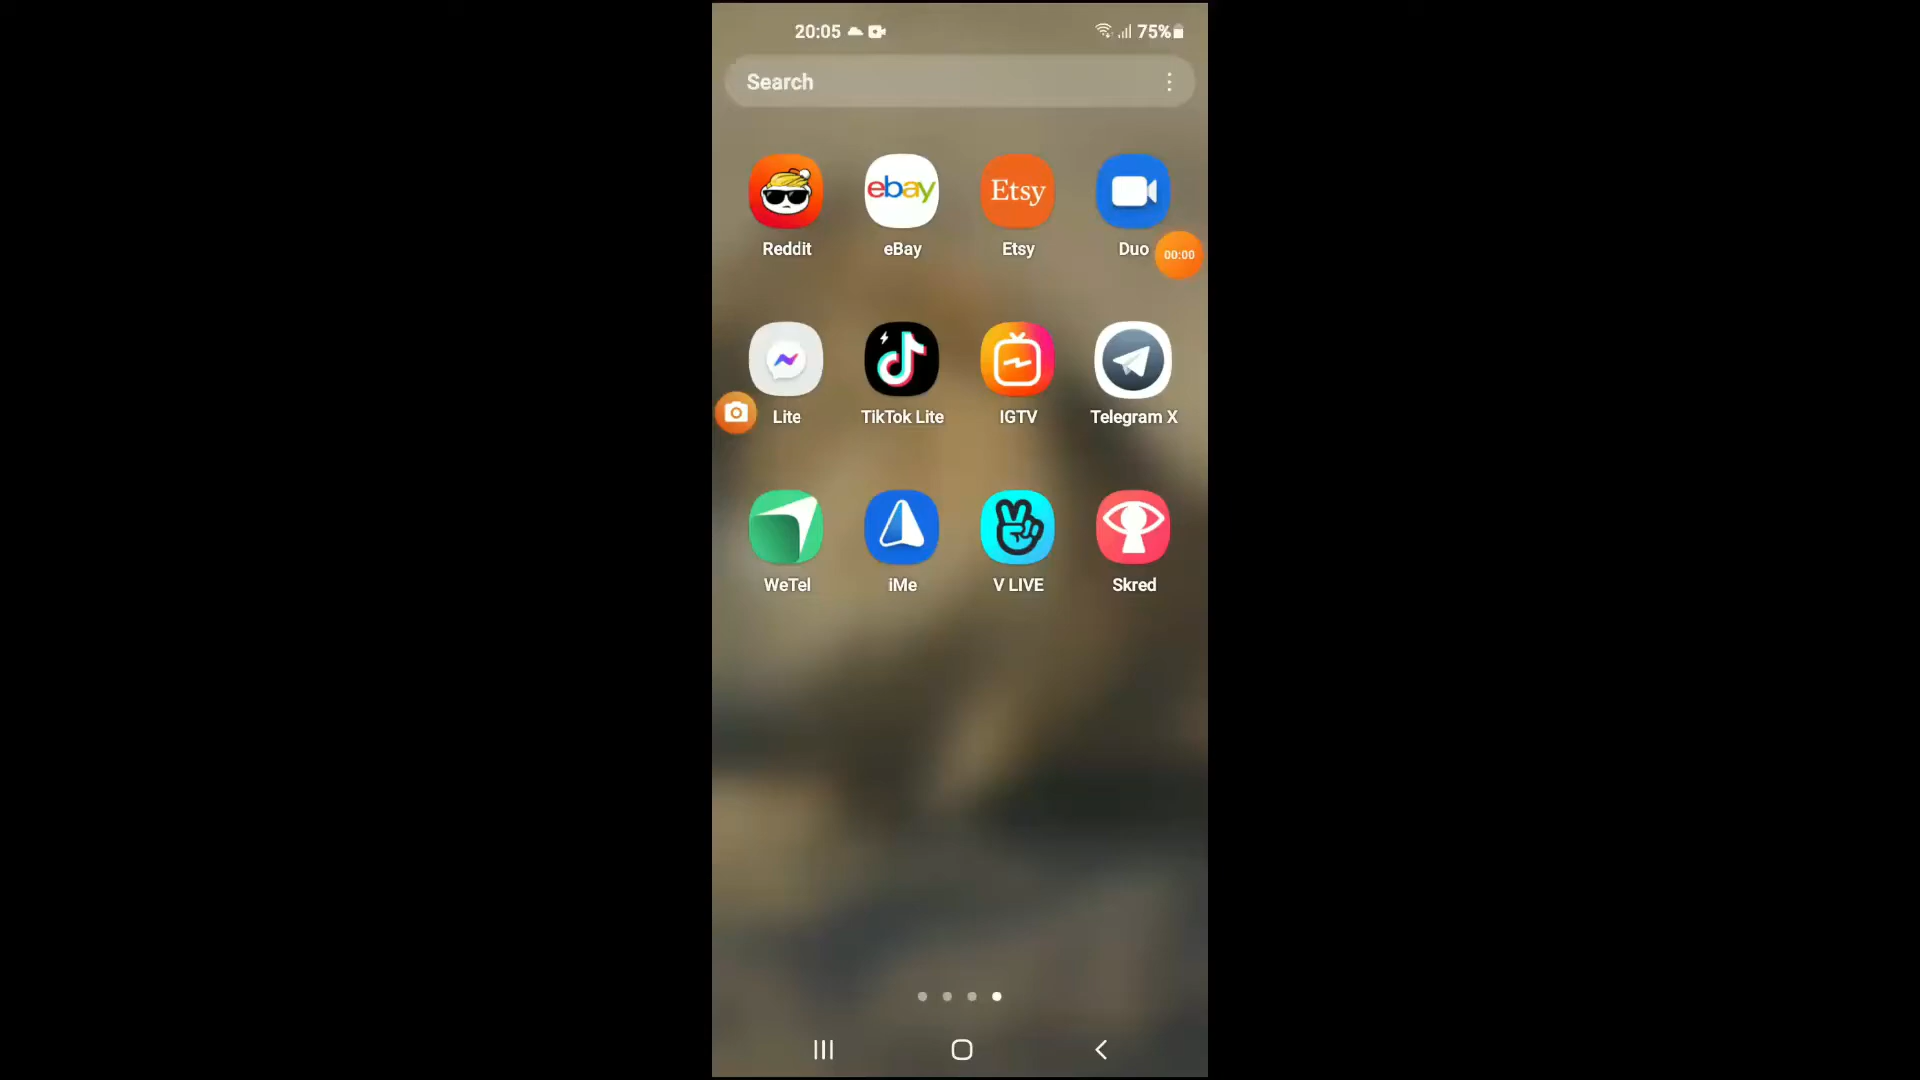 20:05 75%
Search
ebay Etsy
Reddit eBay Etsy Duo
00:00
Lite TikTok Lite IGTV Telegram X
WeTel iMe V LIVE Skred